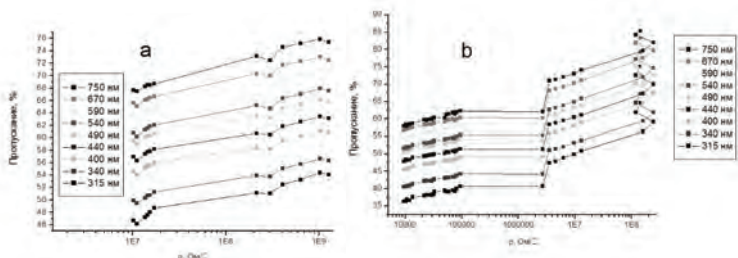 a
Пропускание, %
76
74
72
70
68
66
64
62
60
58
56
54
52
50
48
46
750 нм
670 нм
590 нм
540 нм
490 нм
440 нм
400 нм
340 нм
315 нм
1E7
1E8
1E9
b
Пропускание, %
90
85
80
75
70
65
60
55
50
45
40
35
10000
100000
1000000
1E7
1E8
750 нм
670 нм
590 нм
540 нм
490 нм
440 нм
400 нм
340 нм
315 нм